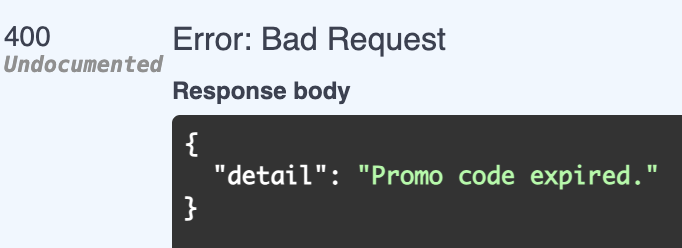 400
Error: Bad Request
Undocumented
Response body
{
"detail": "Promo code expired."
}